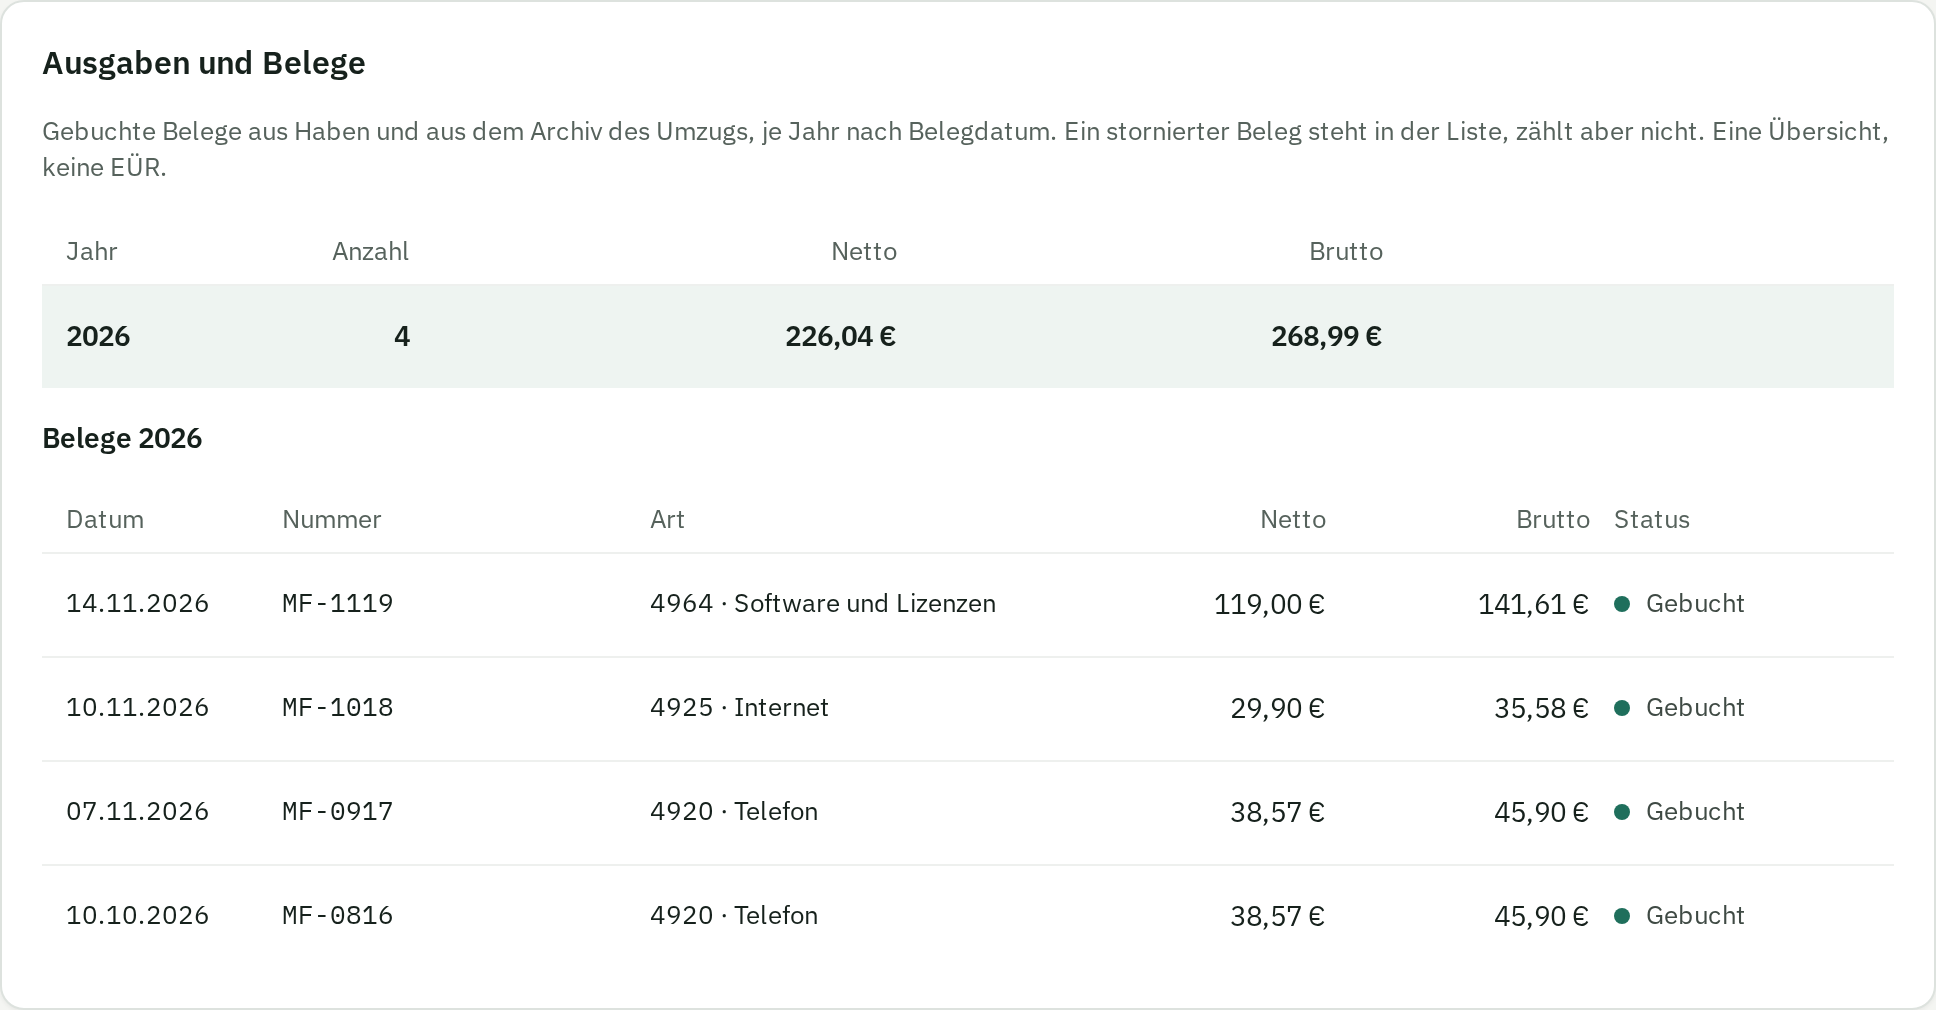 Ausgaben und Belege
Gebuchte Belege aus Haben und aus dem Archiv des Umzugs, je Jahr nach Belegdatum. Ein stornierter Beleg steht in der Liste, zählt aber nicht. Eine Übersicht,
keine EÜR.
Jahr Anzahl Netto Brutto
2026 4 226,04 € 268,99 €
Belege 2026
Datum Nummer Art Netto Brutto Status
14.11.2026 MF-1119 4964 · Software und Lizenzen 119,00 € 141,61 € Gebucht
10.11.2026 MF-1018 4925 · Internet 29,90 € 35,58 € Gebucht
07.11.2026 MF-0917 4920 · Telefon 38,57 € 45,90 € Gebucht
10.10.2026 MF-0816 4920 · Telefon 38,57 € 45,90 € Gebucht